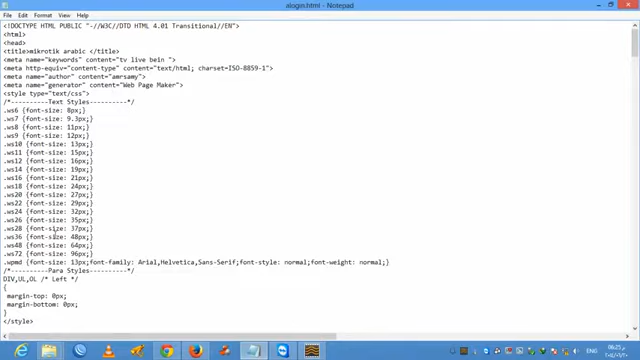 alogin.html - Notepad
File Edit Format View Help
<!DOCTYPE HTML PUBLIC "-//W3C//DTD HTML 4.01 Transitional//EN">
<html>
<head>
<title>mikrotik arabic </title>
<meta name="keywords" content="tv live bein ">
<meta http-equiv="content-type" content="text/html; charset=ISO-8859-1">
<meta name="author" content="amrsamy">
<meta name="generator" content="Web Page Maker">
<style type="text/css">
/*----------Text Styles----------*/
.ws6 {font-size: 8px;}
.ws7 {font-size: 9.3px;}
.ws8 {font-size: 11px;}
.ws9 {font-size: 12px;}
.ws10 {font-size: 13px;}
.ws11 {font-size: 15px;}
.ws12 {font-size: 16px;}
.ws14 {font-size: 19px;}
.ws16 {font-size: 21px;}
.ws18 {font-size: 24px;}
.ws20 {font-size: 27px;}
.ws22 {font-size: 29px;}
.ws24 {font-size: 32px;}
.ws26 {font-size: 35px;}
.ws28 {font-size: 37px;}
.ws36 {font-size: 48px;}
.ws48 {font-size: 64px;}
.ws72 {font-size: 96px;}
.wpmd {font-size: 13px;font-family: Arial,Helvetica,Sans-Serif;font-style: normal;font-weight: normal;}
/*----------Para Styles----------*/
DIV,UL,OL /* Left */
{
margin-top: 0px;
margin-bottom: 0px;
}
</style>
06:25 م